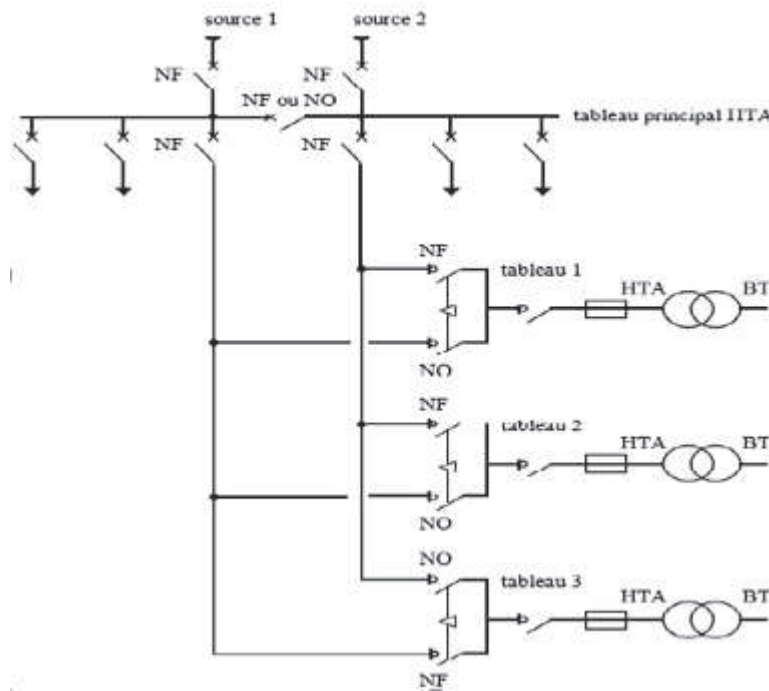 source 1 source 2
NF NF
NF ou NO
tableau principal HTA
NF NF
NF
tableau 1
HTA BT
NO
NF
tableau 2
HTA BT
NO
NO
tableau 3
HTA BT
NF